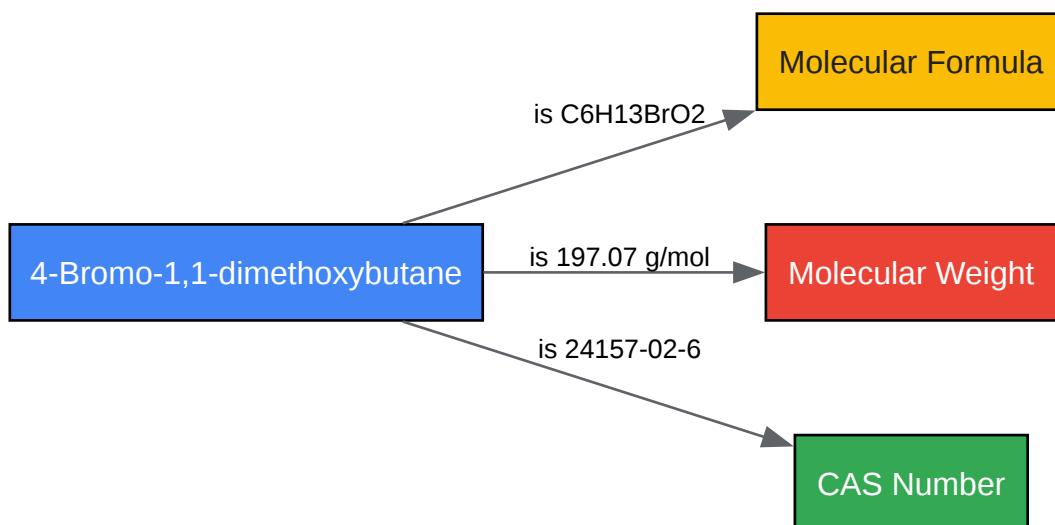 Molecular Formula
is C6H13BrO2
4-Bromo-1,1-dimethoxybutane
is 197.07 g/mol
Molecular Weight
is 24157-02-6
CAS Number